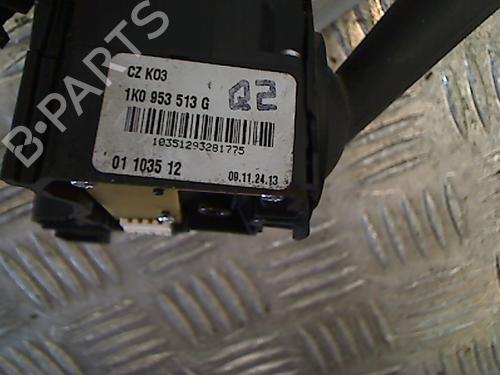 CZ K03
1K0 953 513 G
Q2
10351293281775
01 1035 12
09.11.24.13
B-PARTS